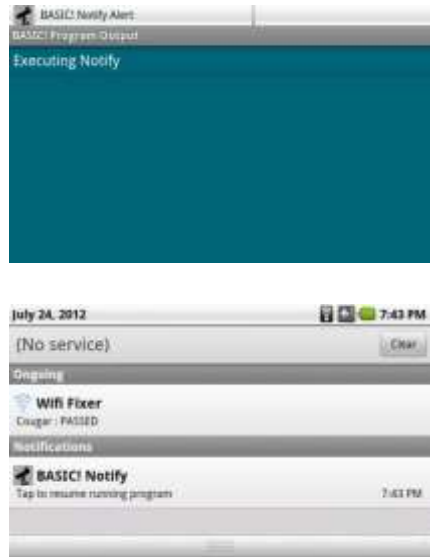 BASIC! Notify Alert
BASIC! Program Output
Executing Notify
July 24, 2012 7:43 PM
(No service) Clear
Ongoing
Wifi Fixer
Cougar : PASSED
Notifications
BASIC! Notify
Tap to resume running program 7:43 PM